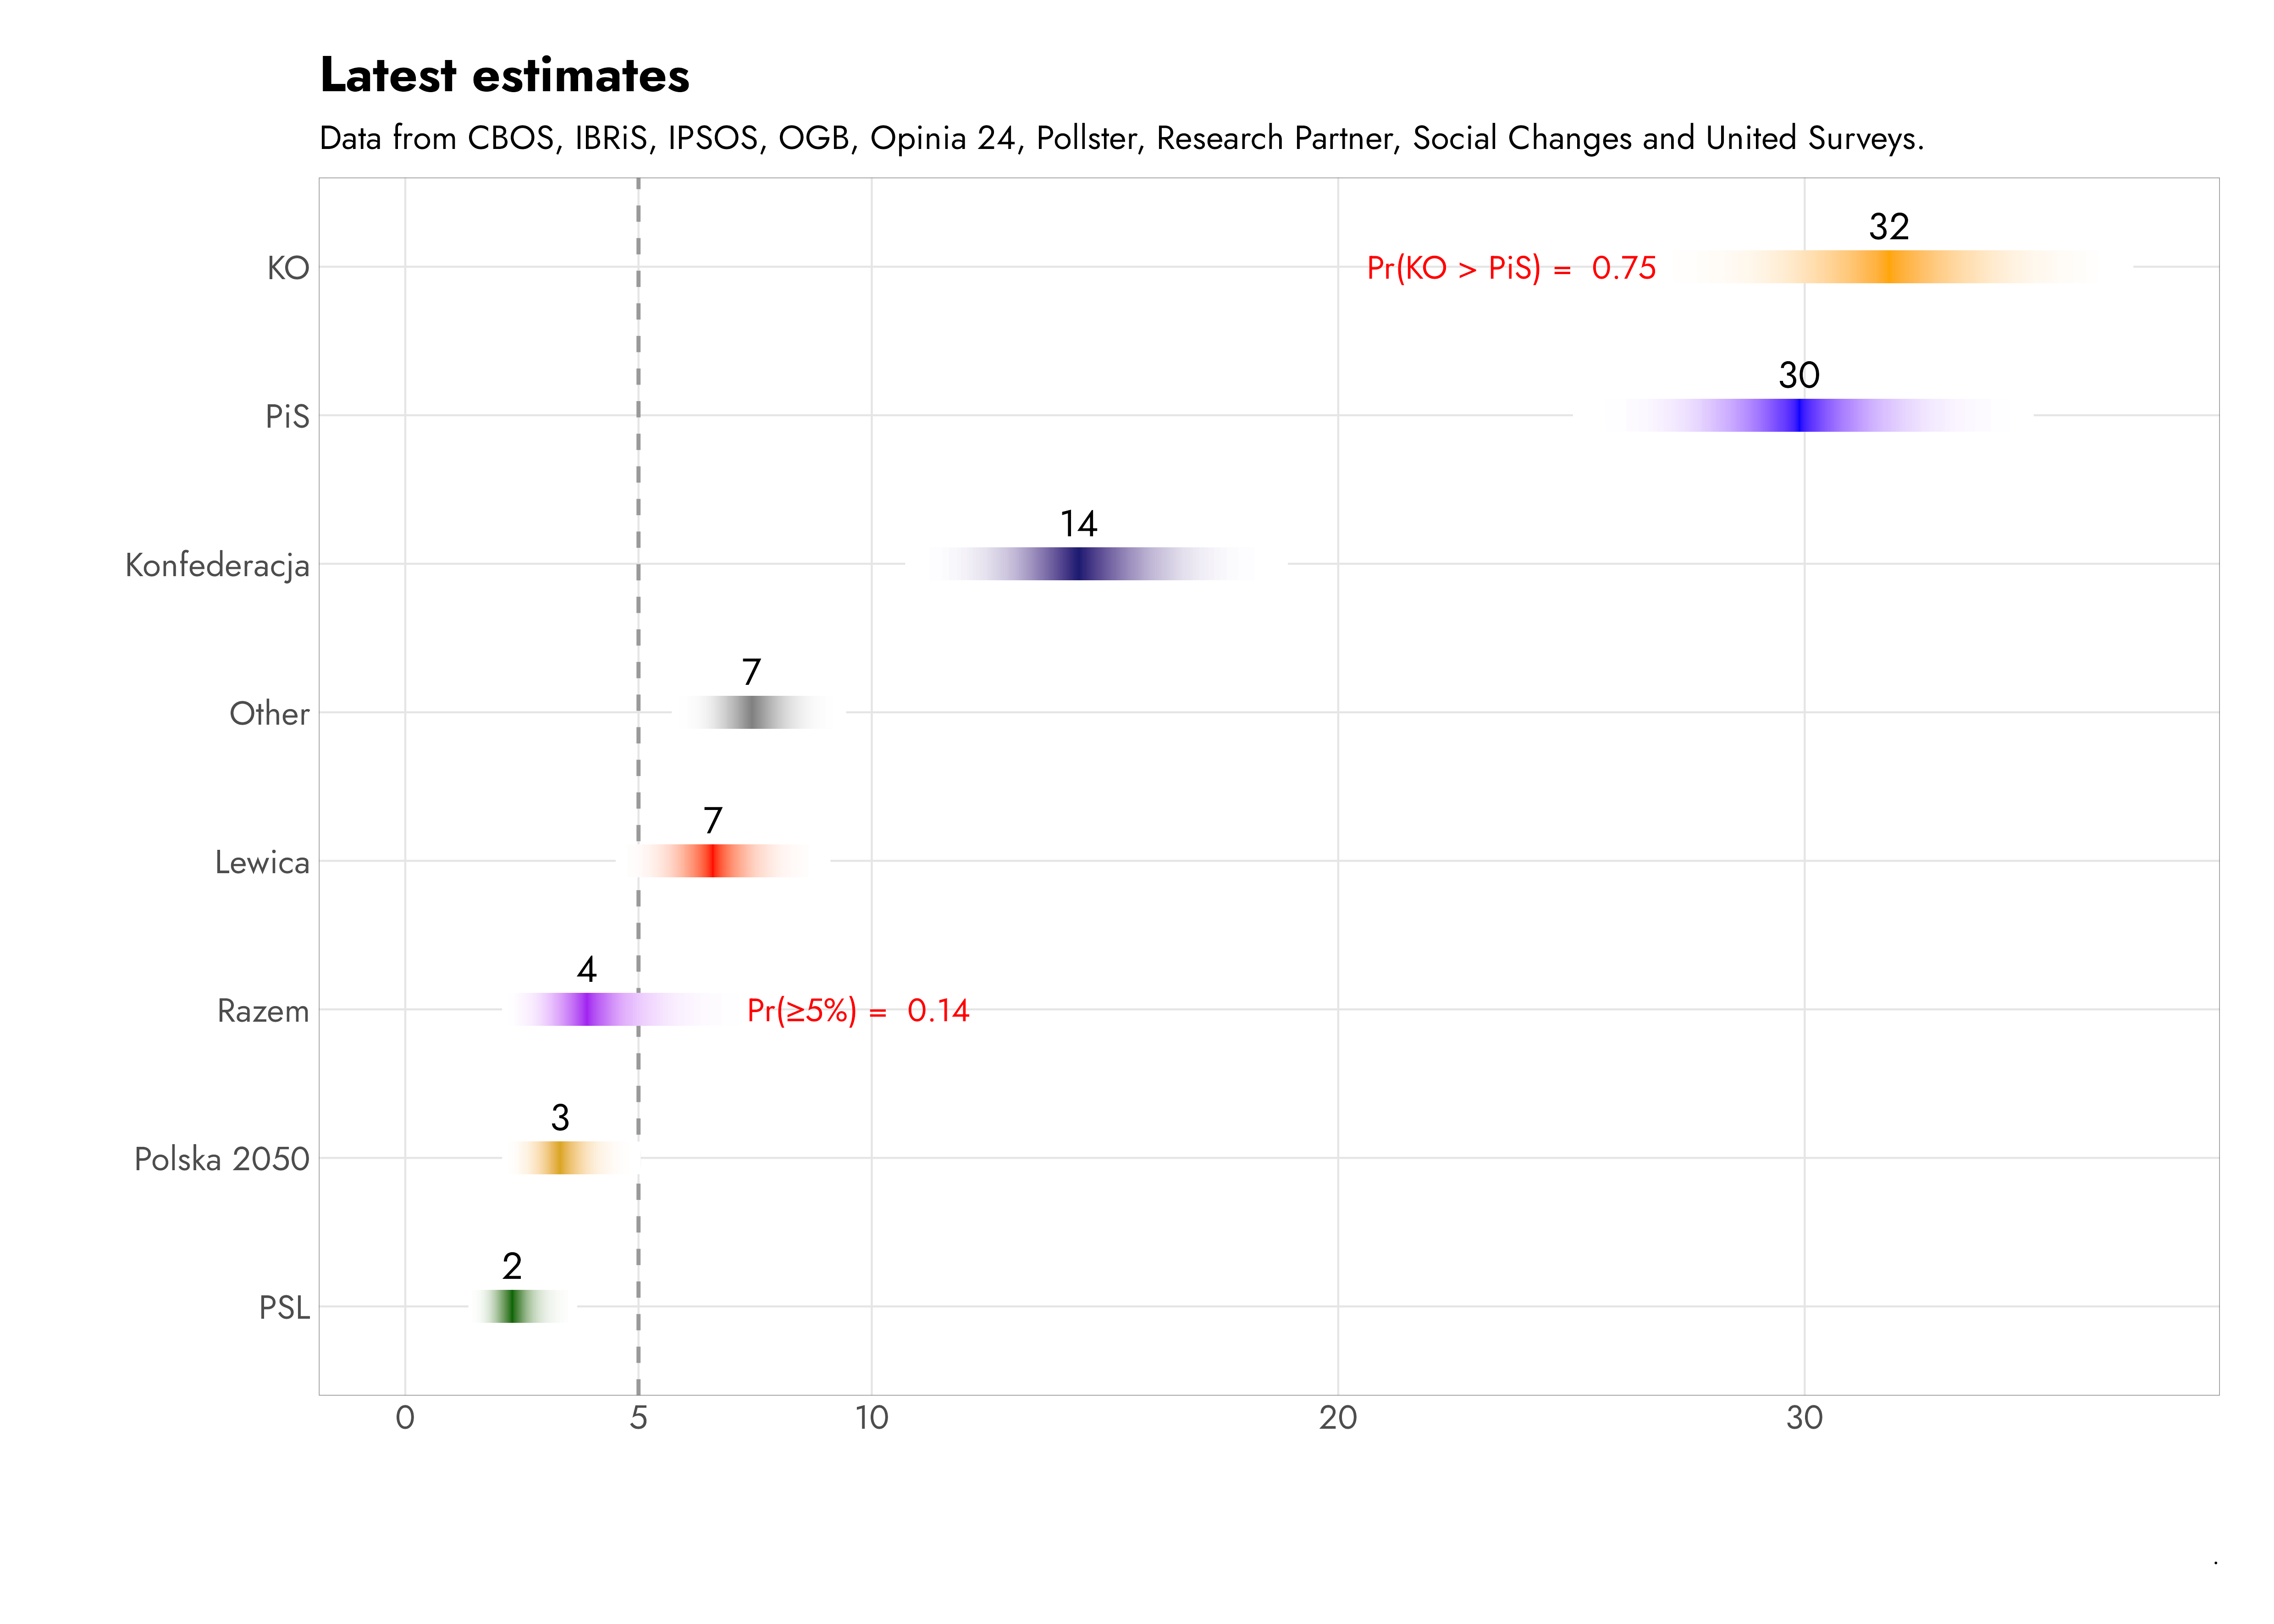 Latest estimates
Data from CBOS, IBRiS, IPSOS, OGB, Opinia 24, Pollster, Research Partner, Social Changes and United Surveys.
32
KO
Pr(KO > PiS) = 0.75
30
PiS
14
Konfederacja
7
Other
7
Lewica
4
Razem
Pr(≥5%) = 0.14
3
Polska 2050
2
PSL
0 5 10 20 30
.